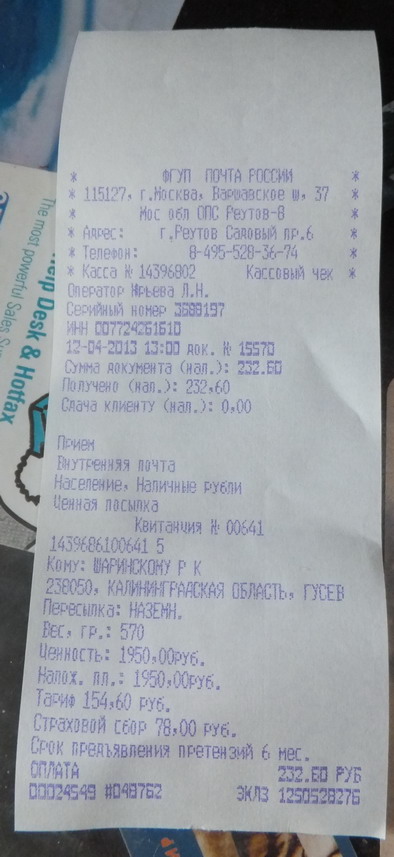 The most powerful Sales
Help Desk & Hotfax
* ФГУП ПОЧТА РОССИИ *
* 115127, г.Москва, Варшавское ш, 37 *
* Мос обл ОПС Реутов-8 *
* Адрес: г.Реутов Садовый пр.6 *
* Телефон: 8-495-528-36-74 *
* Касса № 14396802 Кассовый чек *
Оператор Юрьева Л.Н.
Серийный номер 3688197
ИНН 007724261610
12-04-2013 13:00 док. № 15570
Сумма документа (нал.): 232.60
Получено (нал.): 232,60
Сдача клиенту (нал.): 0,00
Прием
Внутренняя почта
Население, Наличные рубли
Ценная посылка
Квитанция № 00641
1439686100641 5
Кому: ШАРИНСКОМУ Р К
238050, КАЛИНИНГРАДСКАЯ ОБЛАСТЬ, ГУСЕВ
Пересылка: НАЗЕМН.
Вес, гр.: 570
Ценность: 1950,00руб.
Налож. пл.: 1950,00руб.
Тариф 154,60 руб.
Страховой сбор 78,00 руб.
Срок предъявления претензий 6 мес.
ОПЛАТА 232.60 РУБ
00024549 #048762 ЭКЛЗ 1250528276